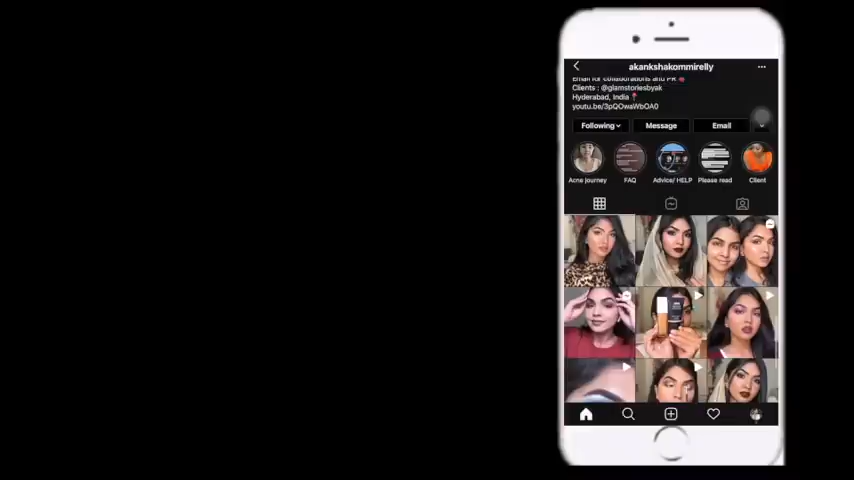 akankshakommirelly
Email for collaborations and PR
Clients : @glamstoriesbyak
Hyderabad, India
youtu.be/3pQOwaWbOA0
Following Message Email
Acne Journey FAQ Advice/ HELP Please read Client